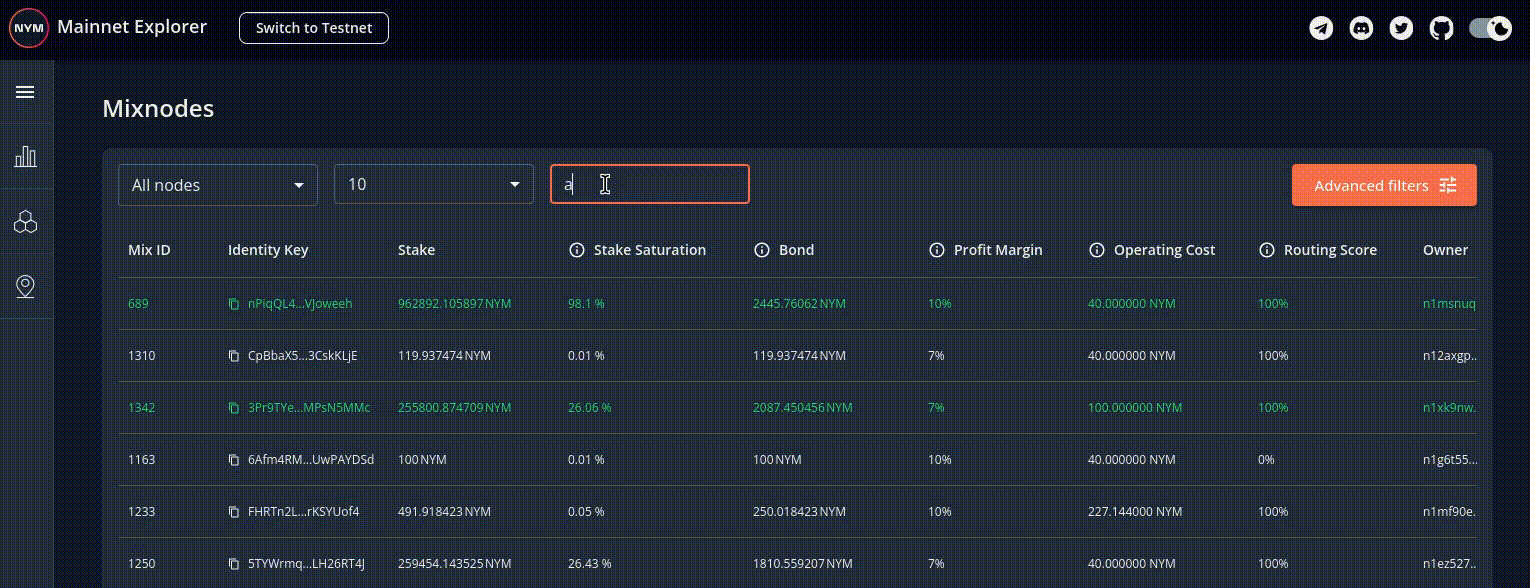 NYM Mainnet Explorer Switch to Testnet
Mixnodes
All nodes 10 a Advanced filters
Mix ID Identity Key Stake Stake Saturation Bond Profit Margin Operating Cost Routing Score Owner
689 nPiqQL4...VJoweeh 962892.105897 NYM 98.1 % 2445.76062 NYM 10% 40.000000 NYM 100% n1msnuq
1310 CpBbaX5...3CskKLjE 119.937474 NYM 0.01 % 119.937474 NYM 7% 40.000000 NYM 100% n12axgp..
1342 3Pr9TYe...MPsN5MMc 255800.874709 NYM 26.06 % 2087.450456 NYM 7% 100.000000 NYM 100% n1xk9nw.
1163 6Afm4RM...UwPAYDSd 100 NYM 0.01 % 100 NYM 10% 40.000000 NYM 0% n1g6t55...
1233 FHRTn2L...rKSYUof4 491.918423 NYM 0.05 % 250.018423 NYM 10% 227.144000 NYM 100% n1mf90e.
1250 5TYWrmq...LH26RT4J 259454.143525 NYM 26.43 % 1810.559207 NYM 7% 40.000000 NYM 100% n1ez527..